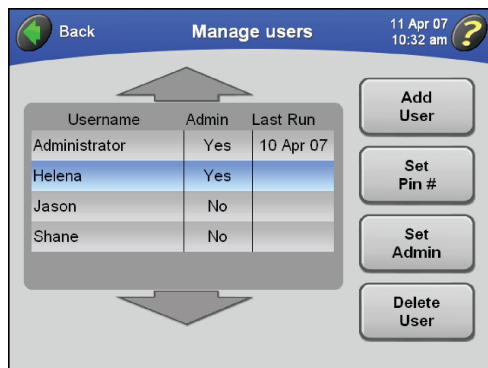 Back
Manage users
11 Apr 07
10:32 am
?
Username Admin Last Run
Administrator Yes 10 Apr 07
Helena Yes
Jason No
Shane No
Add
User
Set
Pin #
Set
Admin
Delete
User